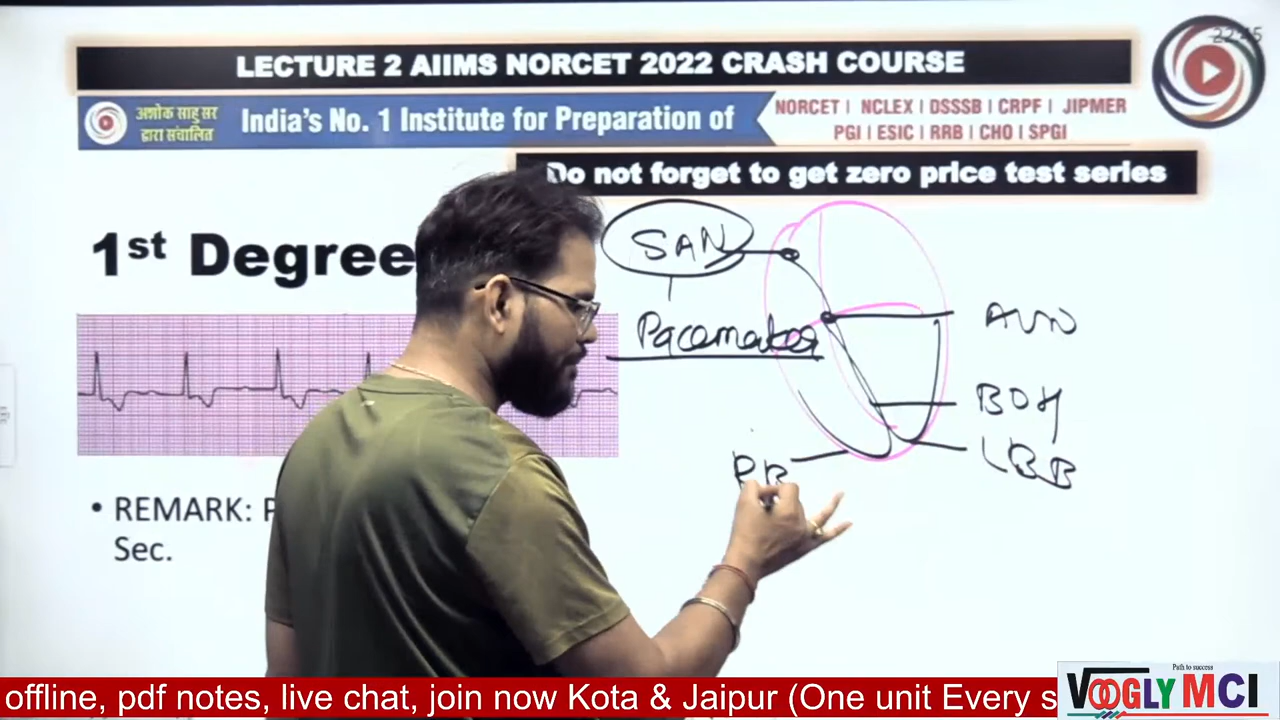 22:45
LECTURE 2 AIIMS NORCET 2022 CRASH COURSE
अशोक साहु सर
द्वारा संचालित
India's No. 1 Institute for Preparation of
NORCET I NCLEX I DSSSB I CRPF I JIPMER
PGI I ESIC I RRB I CHO I SPGI
Do not forget to get zero price test series
1st Degree
SAN
Pacemaker
AVN
BOH
LBB
RB
• REMARK: P
Sec.
Path to success
VOOGLY MCI
offline, pdf notes, live chat, join now Kota & Jaipur (One unit Every s